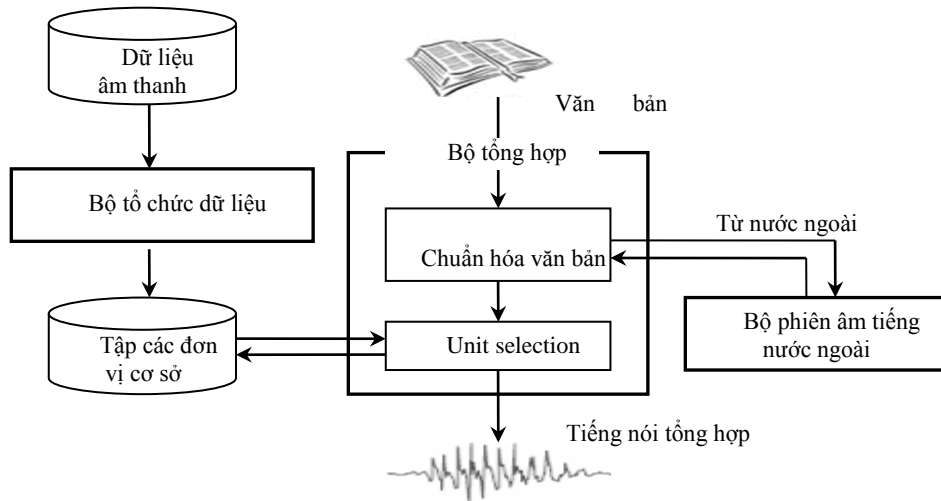 Dữ liệu
âm thanh
Văn bản
Bộ tổng hợp
Bộ tổ chức dữ liệu
Từ nước ngoài
Chuẩn hóa văn bản
Bộ phiên âm tiếng
nước ngoài
Tập các đơn
vị cơ sở
Unit selection
Tiếng nói tổng hợp